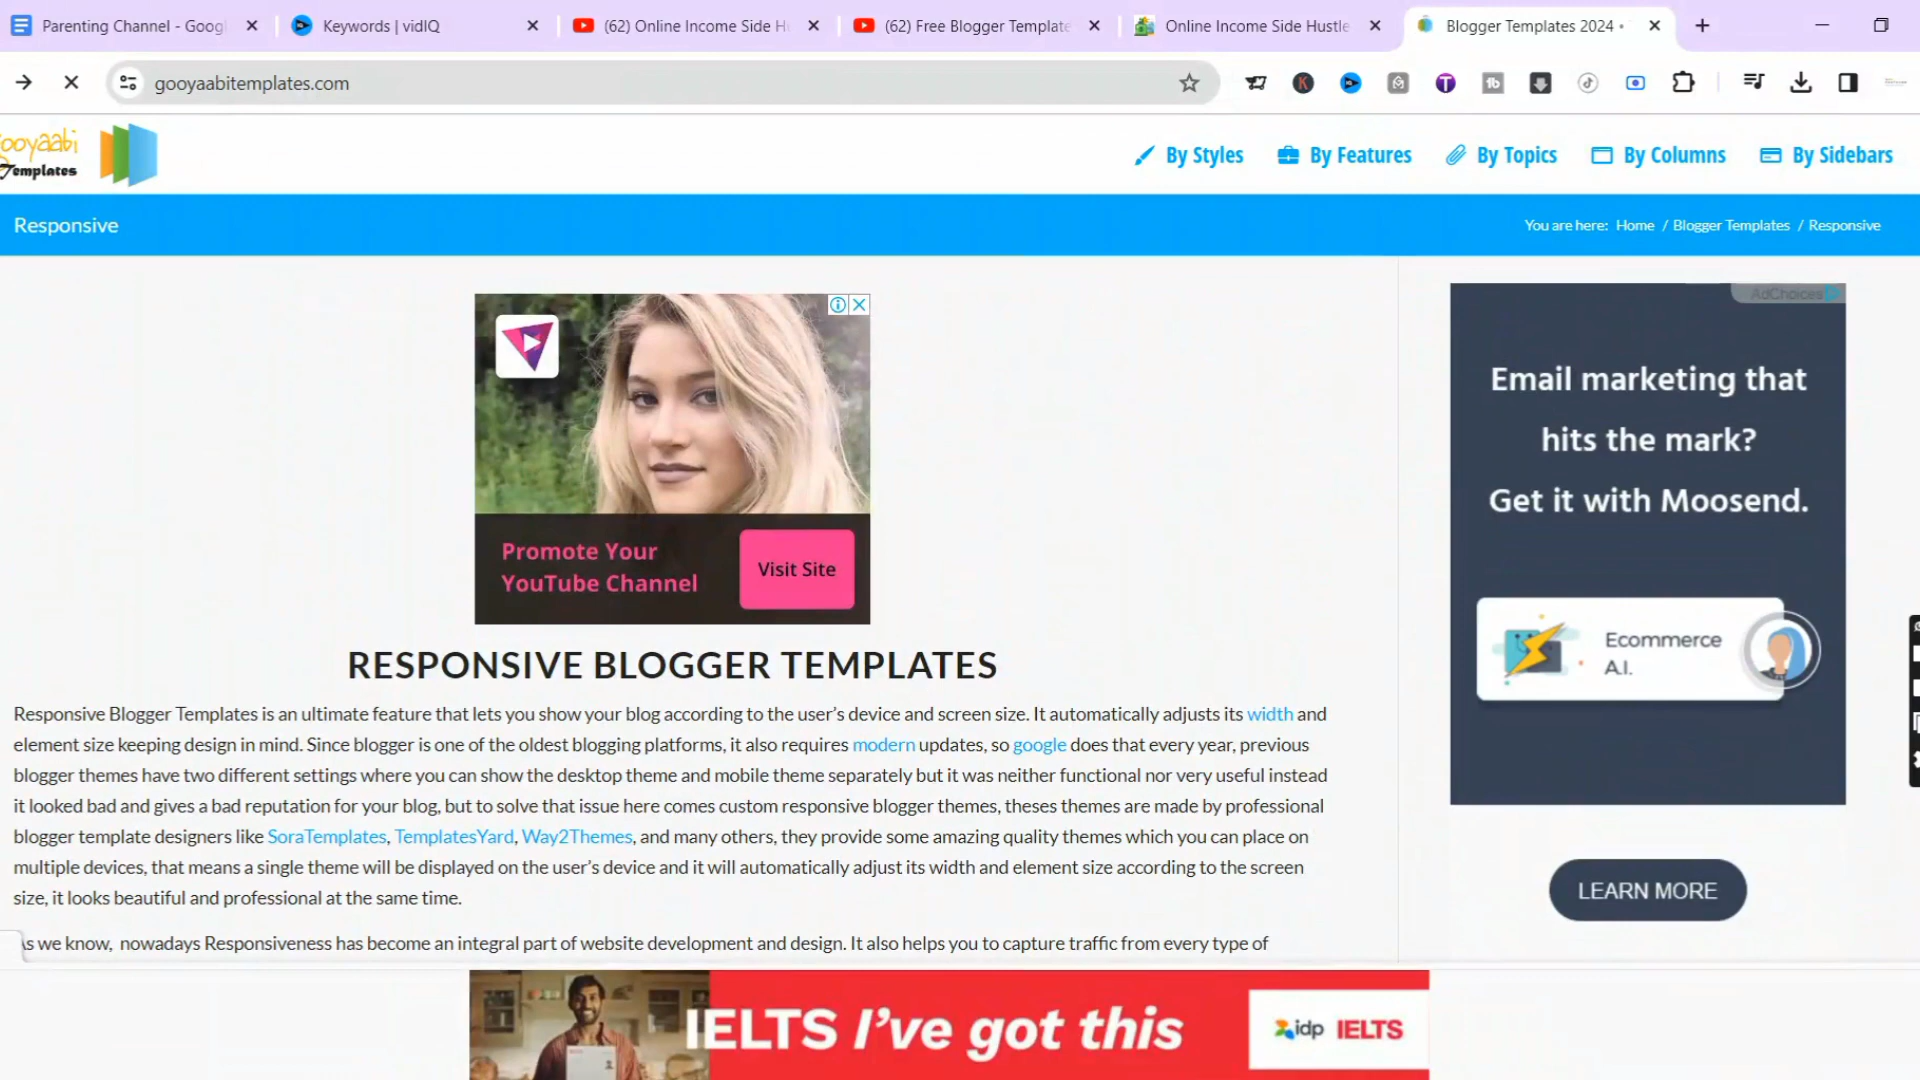 Parenting Channel - Googl
Keywords | vidIQ
(62) Online Income Side H
(62) Free Blogger Template
Online Income Side Hustle
Blogger Templates 2024 •
gooyaabitemplates.com
ooyaabi
Templates
By Styles
By Features
By Topics
By Columns
By Sidebars
Responsive
You are here: Home / Blogger Templates / Responsive
Promote Your
YouTube Channel
Visit Site
AdChoices
Email marketing that
hits the mark?
Get it with Moosend.
Ecommerce
A.I.
LEARN MORE
RESPONSIVE BLOGGER TEMPLATES
Responsive Blogger Templates is an ultimate feature that lets you show your blog according to the user's device and screen size. It automatically adjusts its width and
element size keeping design in mind. Since blogger is one of the oldest blogging platforms, it also requires modern updates, so google does that every year, previous
blogger themes have two different settings where you can show the desktop theme and mobile theme separately but it was neither functional nor very useful instead
it looked bad and gives a bad reputation for your blog, but to solve that issue here comes custom responsive blogger themes, theses themes are made by professional
blogger template designers like SoraTemplates, TemplatesYard, Way2Themes, and many others, they provide some amazing quality themes which you can place on
multiple devices, that means a single theme will be displayed on the user's device and it will automatically adjust its width and element size according to the screen
size, it looks beautiful and professional at the same time.
As we know, nowadays Responsiveness has become an integral part of website development and design. It also helps you to capture traffic from every type of
IELTS I've got this
idp IELTS